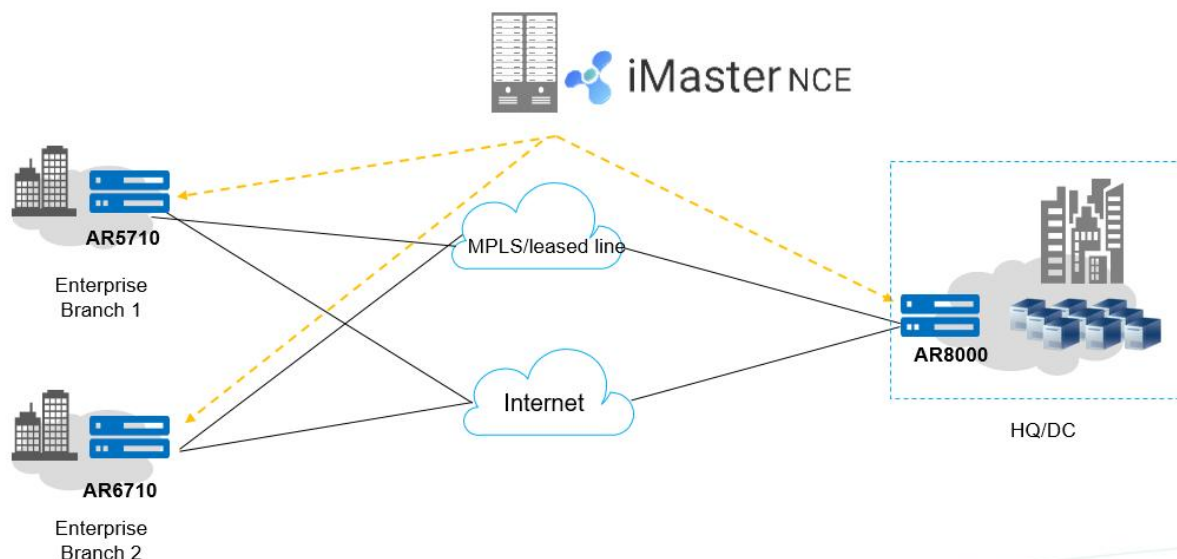 iMaster NCE
AR5710
Enterprise
Branch 1
MPLS/leased line
AR8000
HQ/DC
Internet
AR6710
Enterprise
Branch 2